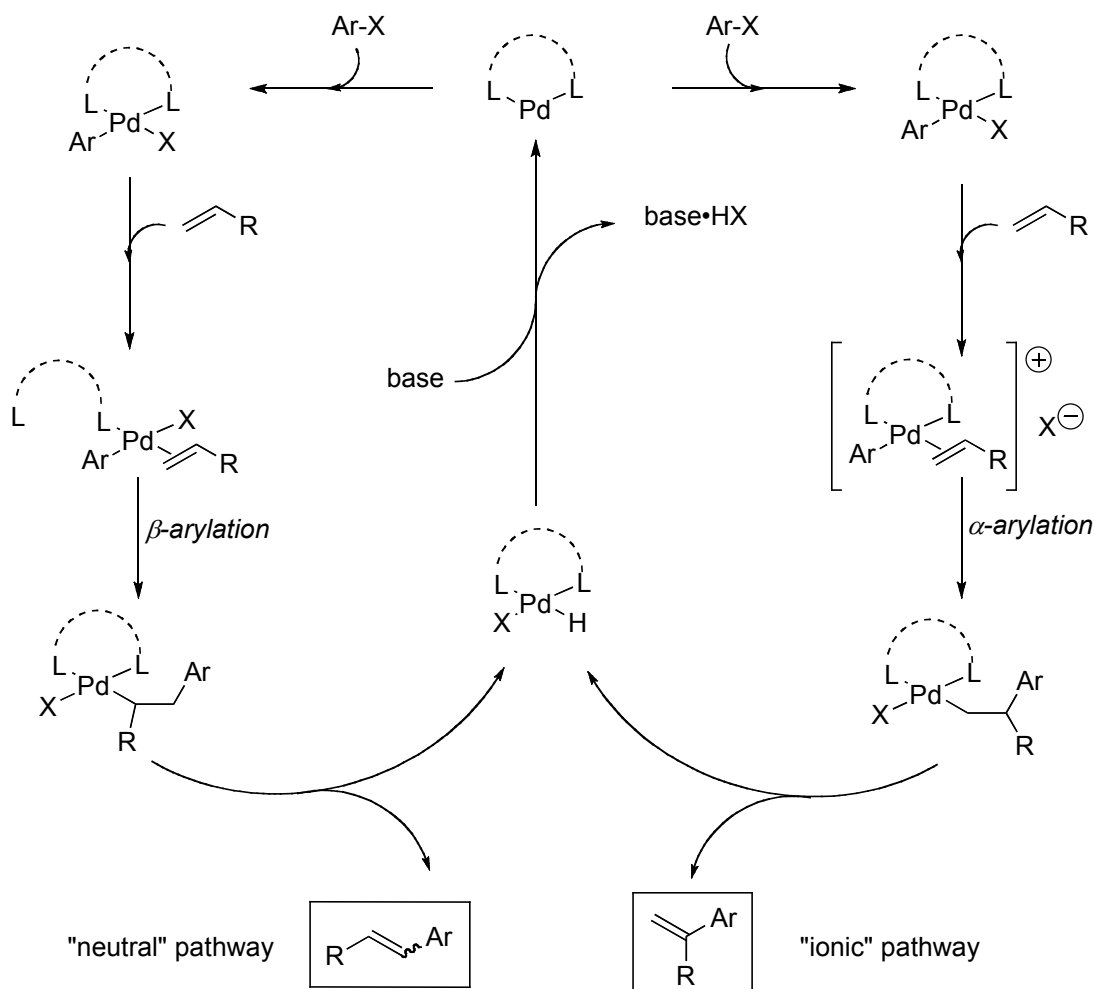 Ar-X
Ar-X
L L
Pd
Ar X
L L
Pd
L L
Pd
Ar X
R
base•HX
R
base
L L X
Pd
Ar R
L L
Pd
Ar R
+
X −
β-arylation
α-arylation
L L
Pd
X H
L L
Pd
X Ar
R
L L
Pd
X Ar
R
"neutral" pathway
R Ar
Ar
R
"ionic" pathway